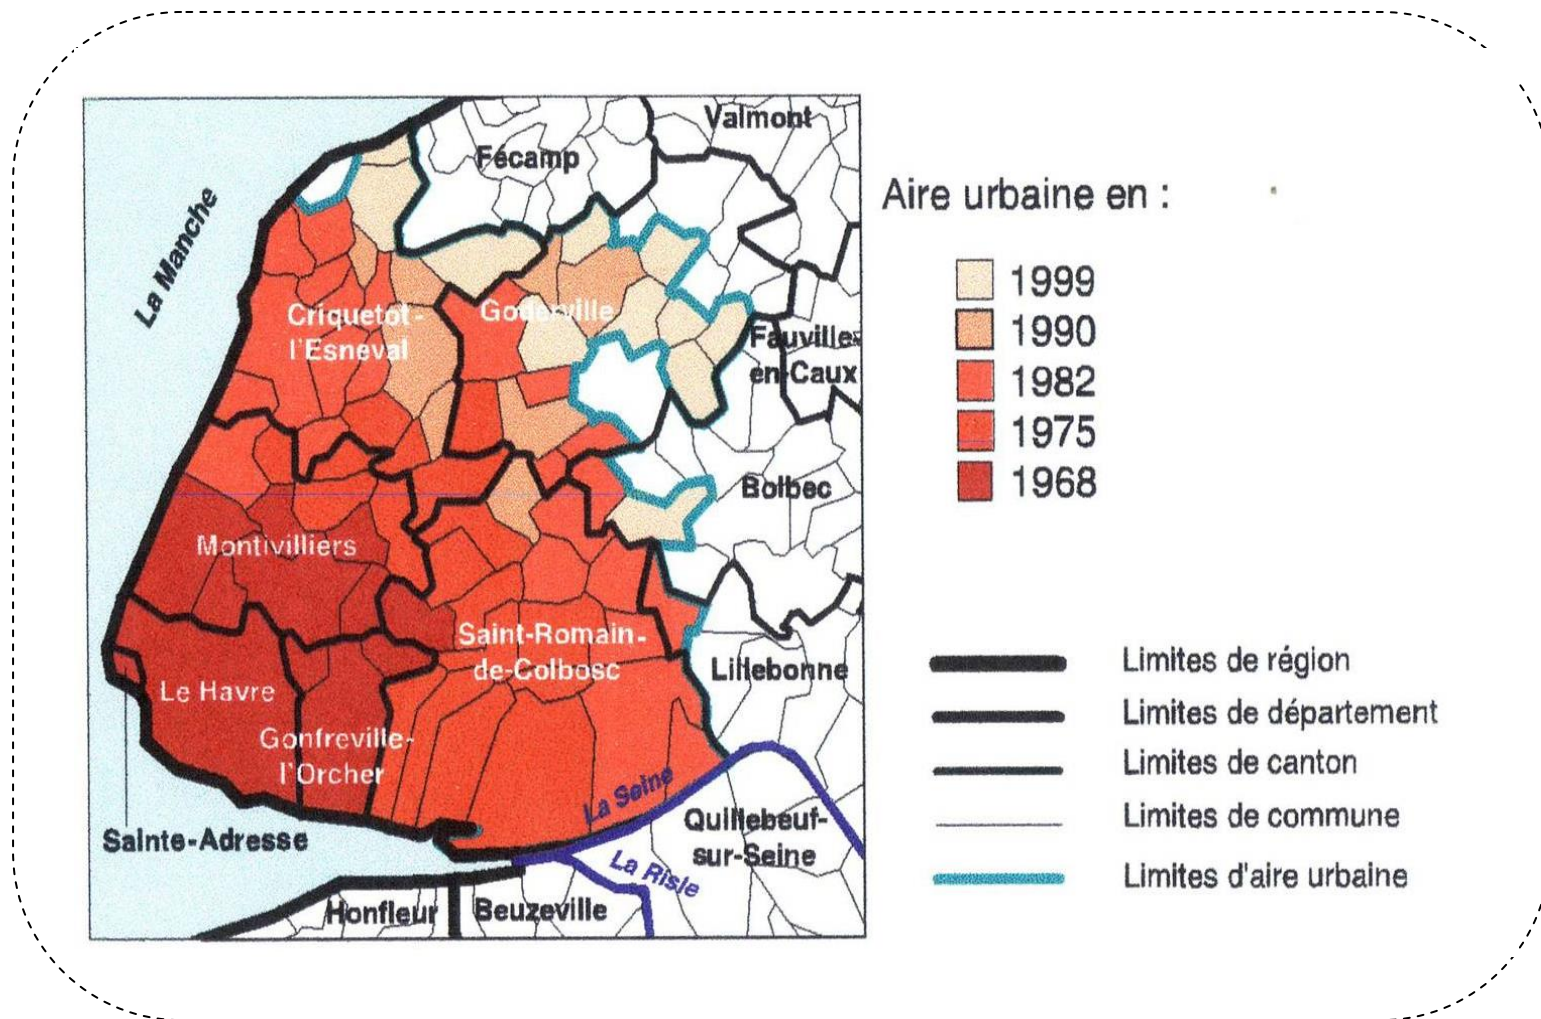 Valmont
Fécamp
La Manche
Criquetot-
l'Esneval
Goderville
Fauville-
en-Caux
Bolbec
Montivilliers
Saint-Romain-
de-Colbosc
Lillebonne
Le Havre
Gonfreville-
l'Orcher
La Seine
Sainte-Adresse
Quillebeuf-
sur-Seine
La Risle
Honfleur
Beuzeville
Aire urbaine en :
1999
1990
1982
1975
1968
Limites de région
Limites de département
Limites de canton
Limites de commune
Limites d'aire urbaine